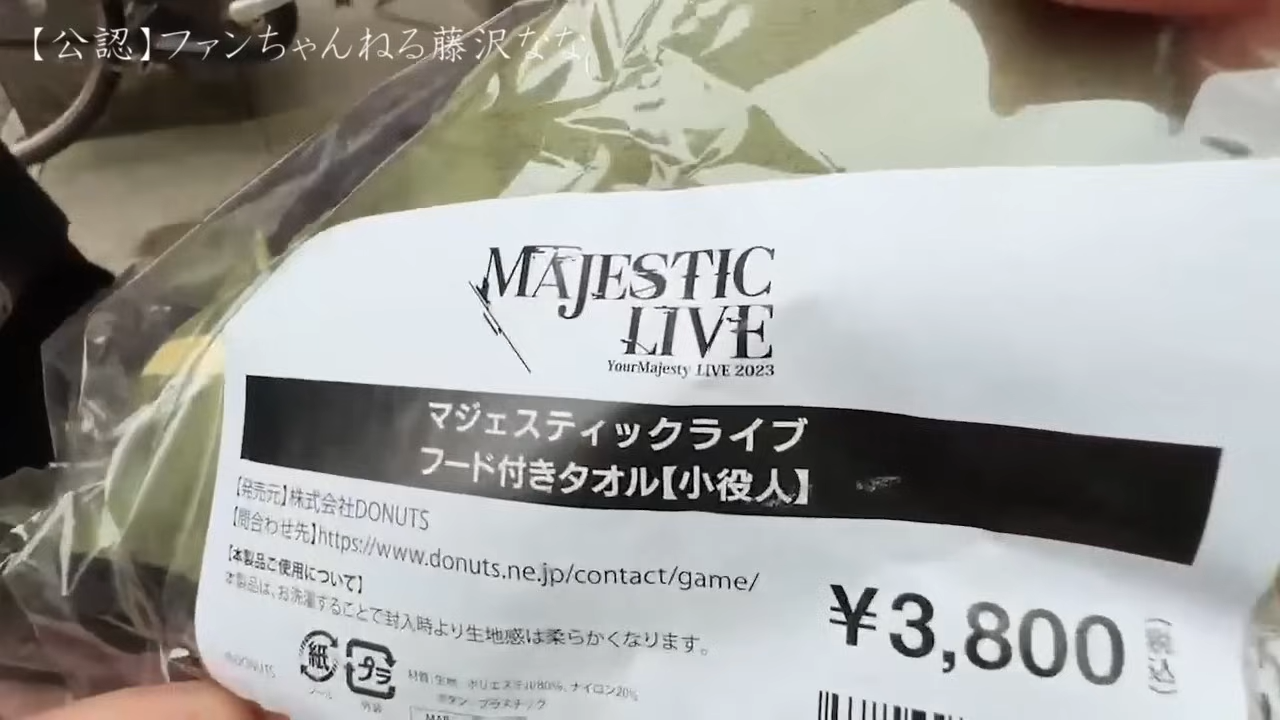 【公認】ファンちゃんねる藤沢なな
MAJESTIC
LIVE
YourMajesty LIVE 2023
マジェスティックライブ
フード付きタオル【小役人】
【発売元】株式会社DONUTS
【問合わせ先】https://www.donuts.ne.jp/contact/game/
【本製品ご使用について】
本製品は、お洗濯することで封入時より生地感は柔らかくなります。
¥3,800(税込)
©DONUTS
紙
プラ
ノール
外装
材質:生地 ポリエステル80%、ナイロン20%
ボタン プラスチック